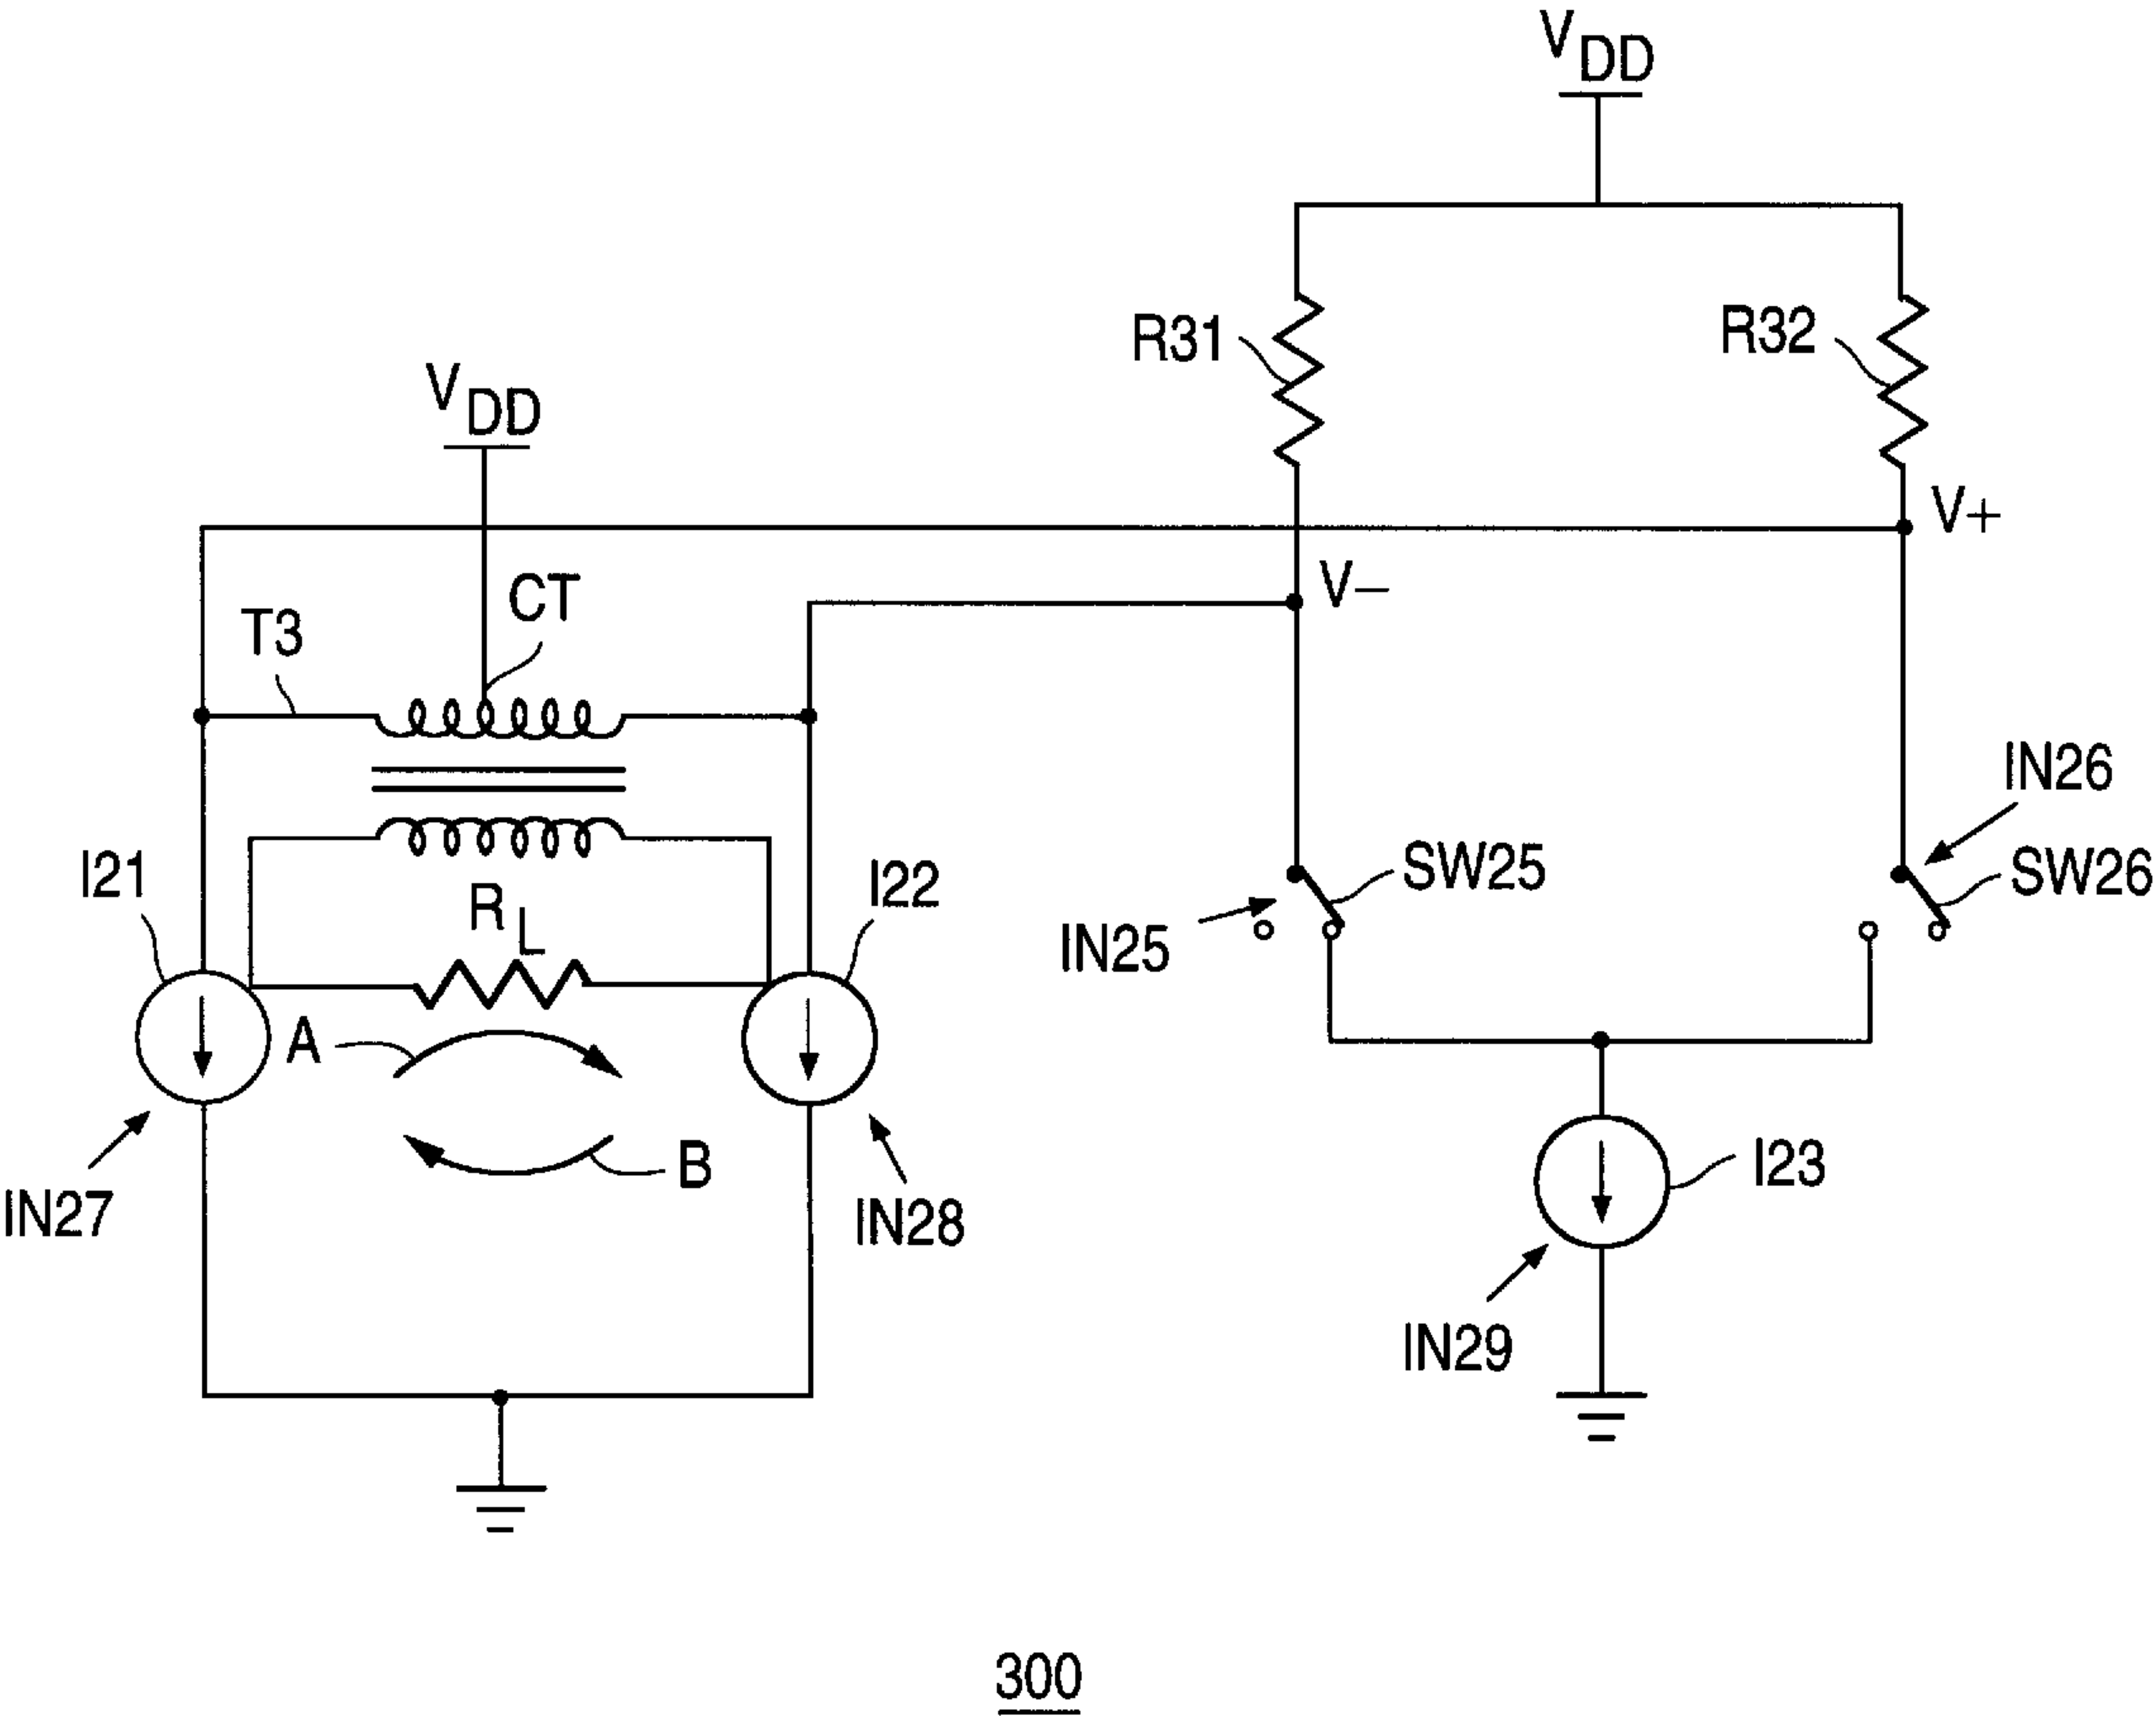 VDD
R31
R32
VDD
V+
CT
V−
T3
IN26
SW25
SW26
I21
I22
RL
IN25
A
B
I23
IN27
IN28
IN29
300